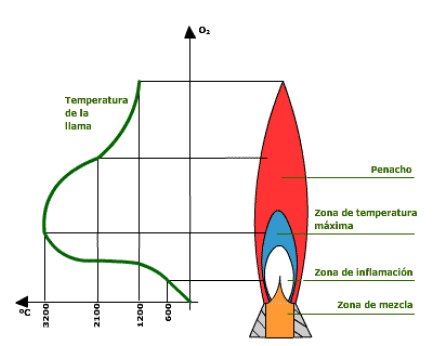 O₂
Temperatura
de la
llama
Penacho
Zona de temperatura
máxima
Zona de inflamación
Zona de mezcla
ºC
3200
2100
1200
600